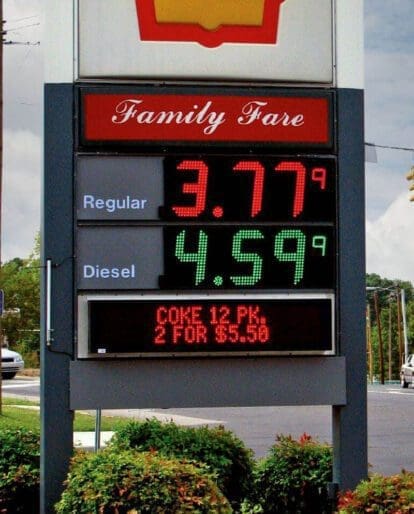 Family Fare
Regular 3.77 9
Diesel 4.59 9
COKE 12 PK.
2 FOR $5.50